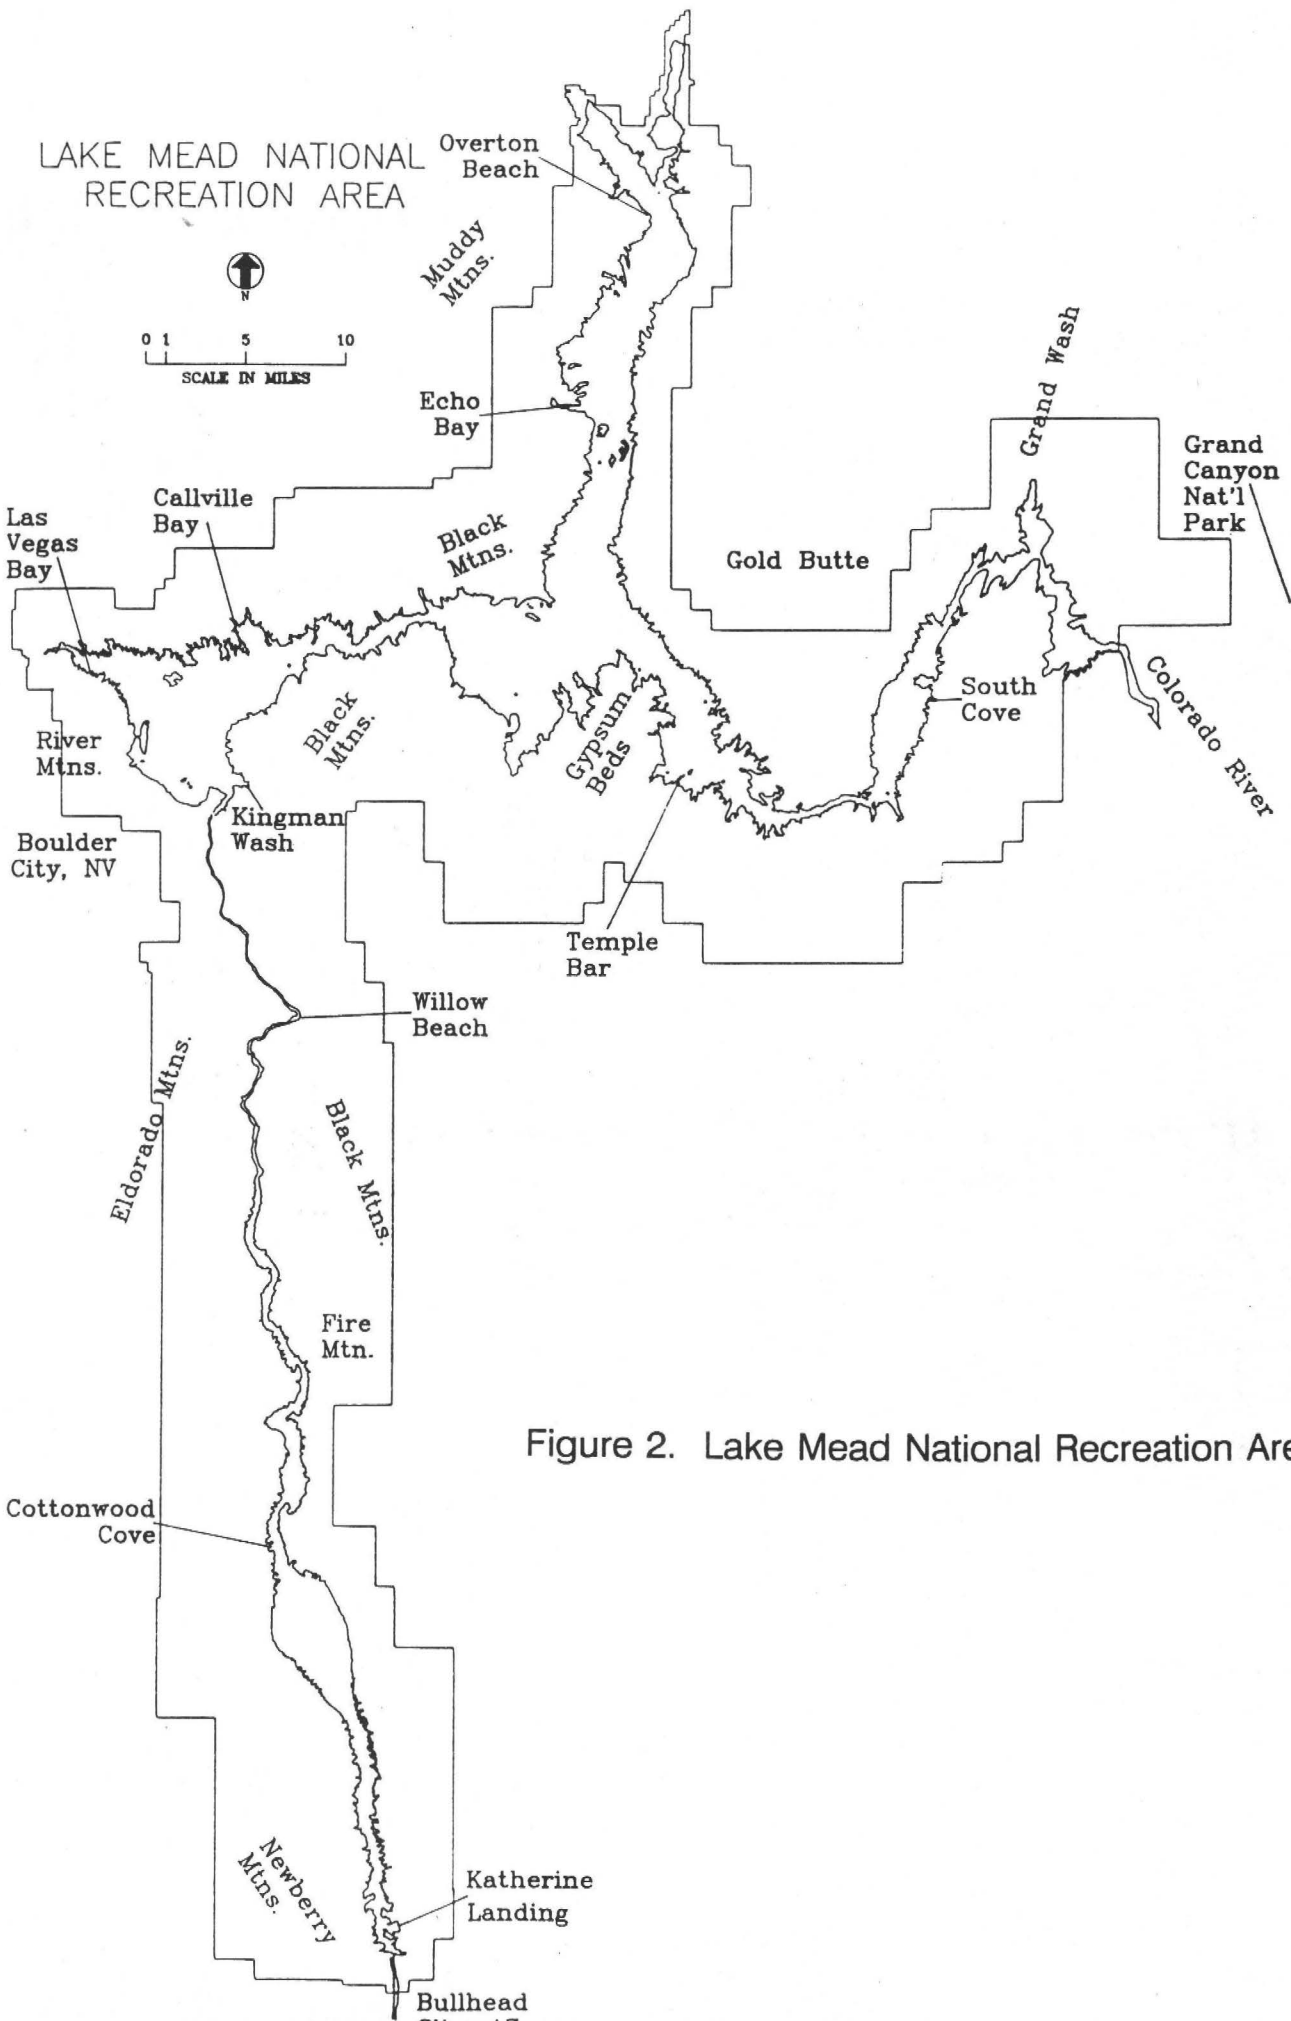 LAKE MEAD NATIONAL
RECREATION AREA
N
0 1 5 10
SCALE IN MILES
Overton
Beach
Muddy
Mtns.
Echo
Bay
Grand Wash
Grand
Canyon
Nat'l
Park
Las
Vegas
Bay
Callville
Bay
Black
Mtns.
Gold Butte
South
Cove
Colorado River
River
Mtns.
Black
Mtns.
Gypsum
Beds
Kingman
Wash
Boulder
City, NV
Temple
Bar
Willow
Beach
Eldorado Mtns.
Black Mtns.
Fire
Mtn.
Figure 2. Lake Mead National Recreation Are
Cottonwood
Cove
Newberry
Mtns.
Katherine
Landing
Bullhead